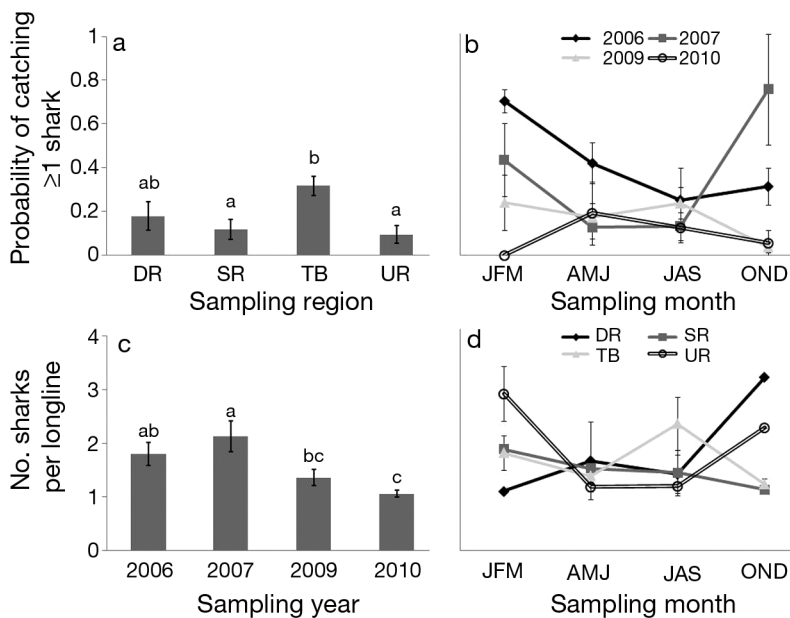 a
Probability of catching
≥1 shark
1
0.8
0.6
0.4
0.2
0
ab
a
b
a
DR SR TB UR
Sampling region
b
2006 2007
2009 2010
JFM AMJ JAS OND
Sampling month
c
No. sharks
per longline
4
3
2
1
0
ab
a
bc
c
2006 2007 2009 2010
Sampling year
d
DR SR
TB UR
JFM AMJ JAS OND
Sampling month